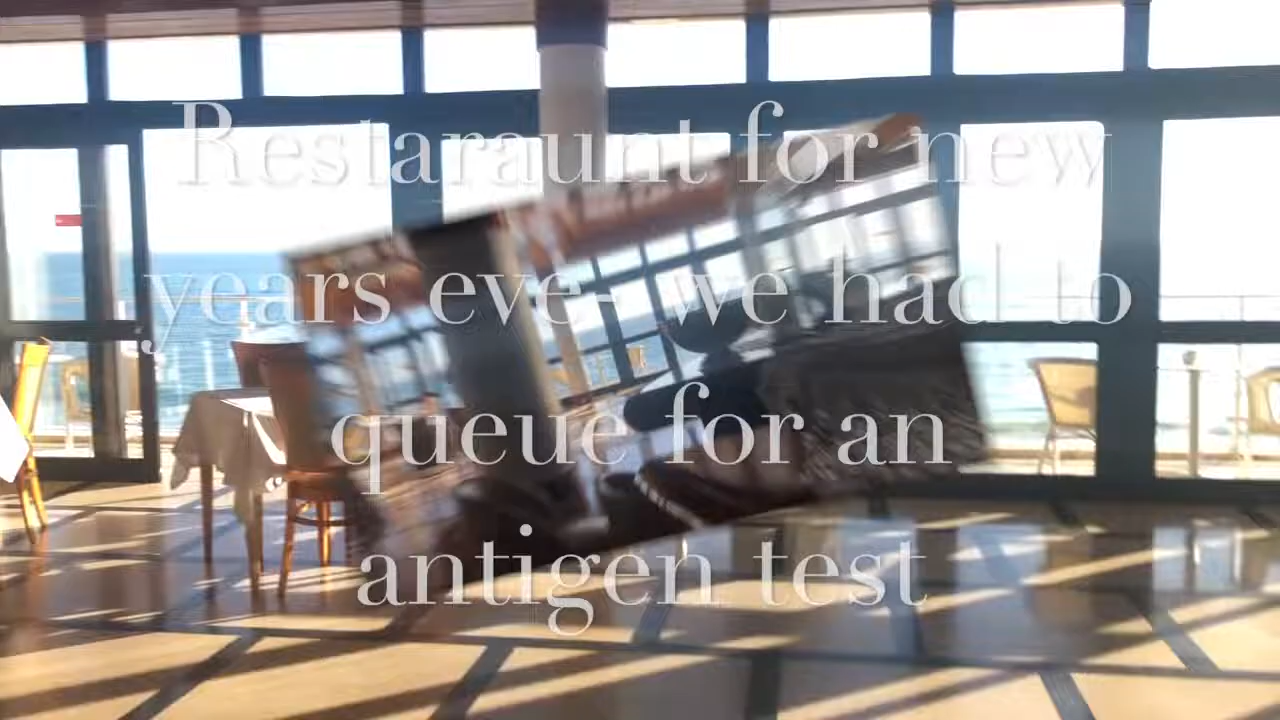 Restaraunt for new
years eve - we had to
queue for an
antigen test